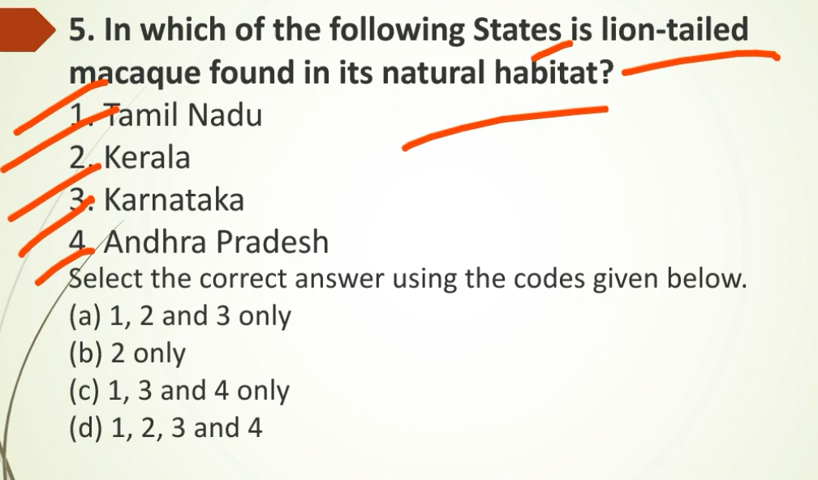 5. In which of the following States is lion-tailed
macaque found in its natural habitat?
1. Tamil Nadu
2. Kerala
3. Karnataka
4. Andhra Pradesh
Select the correct answer using the codes given below.
(a) 1, 2 and 3 only
(b) 2 only
(c) 1, 3 and 4 only
(d) 1, 2, 3 and 4